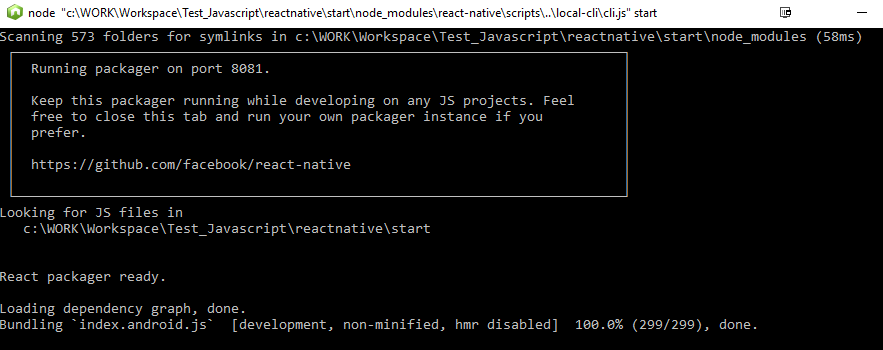 node "c:\WORK\Workspace\Test_Javascript\reactnative\start\node_modules\react-native\scripts\..\local-cli\cli.js" start
Scanning 573 folders for symlinks in c:\WORK\Workspace\Test_Javascript\reactnative\start\node_modules (58ms)
Running packager on port 8081.
Keep this packager running while developing on any JS projects. Feel
free to close this tab and run your own packager instance if you
prefer.
https://github.com/facebook/react-native
Looking for JS files in
c:\WORK\Workspace\Test_Javascript\reactnative\start
React packager ready.
Loading dependency graph, done.
Bundling `index.android.js`  [development, non-minified, hmr disabled]  100.0% (299/299), done.